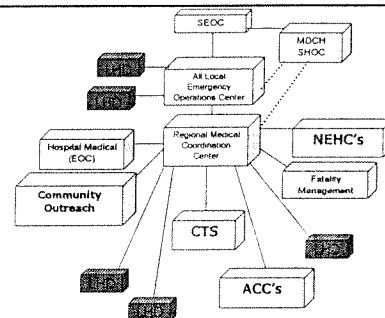 SEOC
MDCH
SHOC
All Local
Emergency
Operations Center
Regional Medical
Coordination
Center
Hospital Medical
(EOC)
NEHC's
Community
Outreach
Fatality
Management
CTS
ACC's